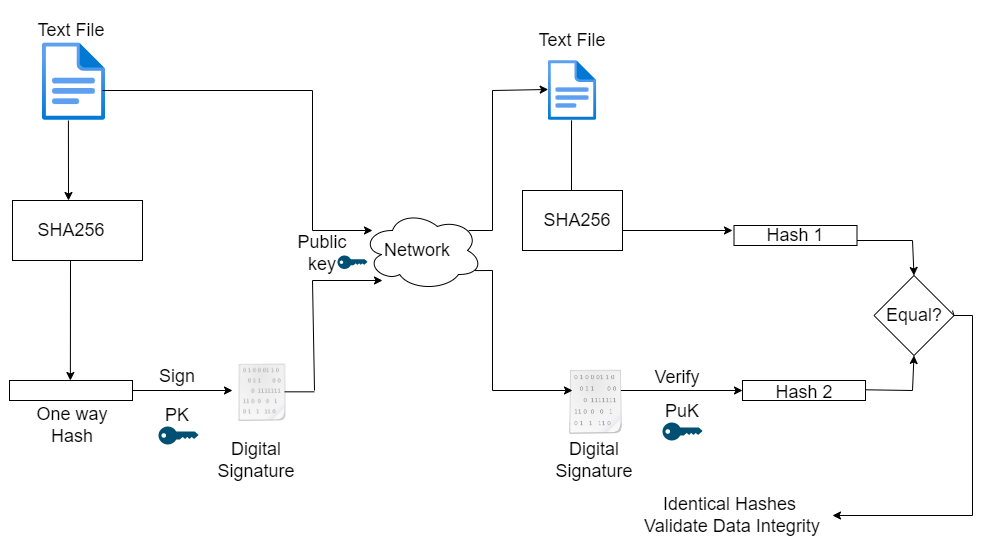 Text File
Text File
SHA256
SHA256
Public
key
Network
Hash 1
Equal?
One way
Hash
Sign
PK
Digital
Signature
Digital
Signature
Verify
PuK
Hash 2
Identical Hashes
Validate Data Integrity